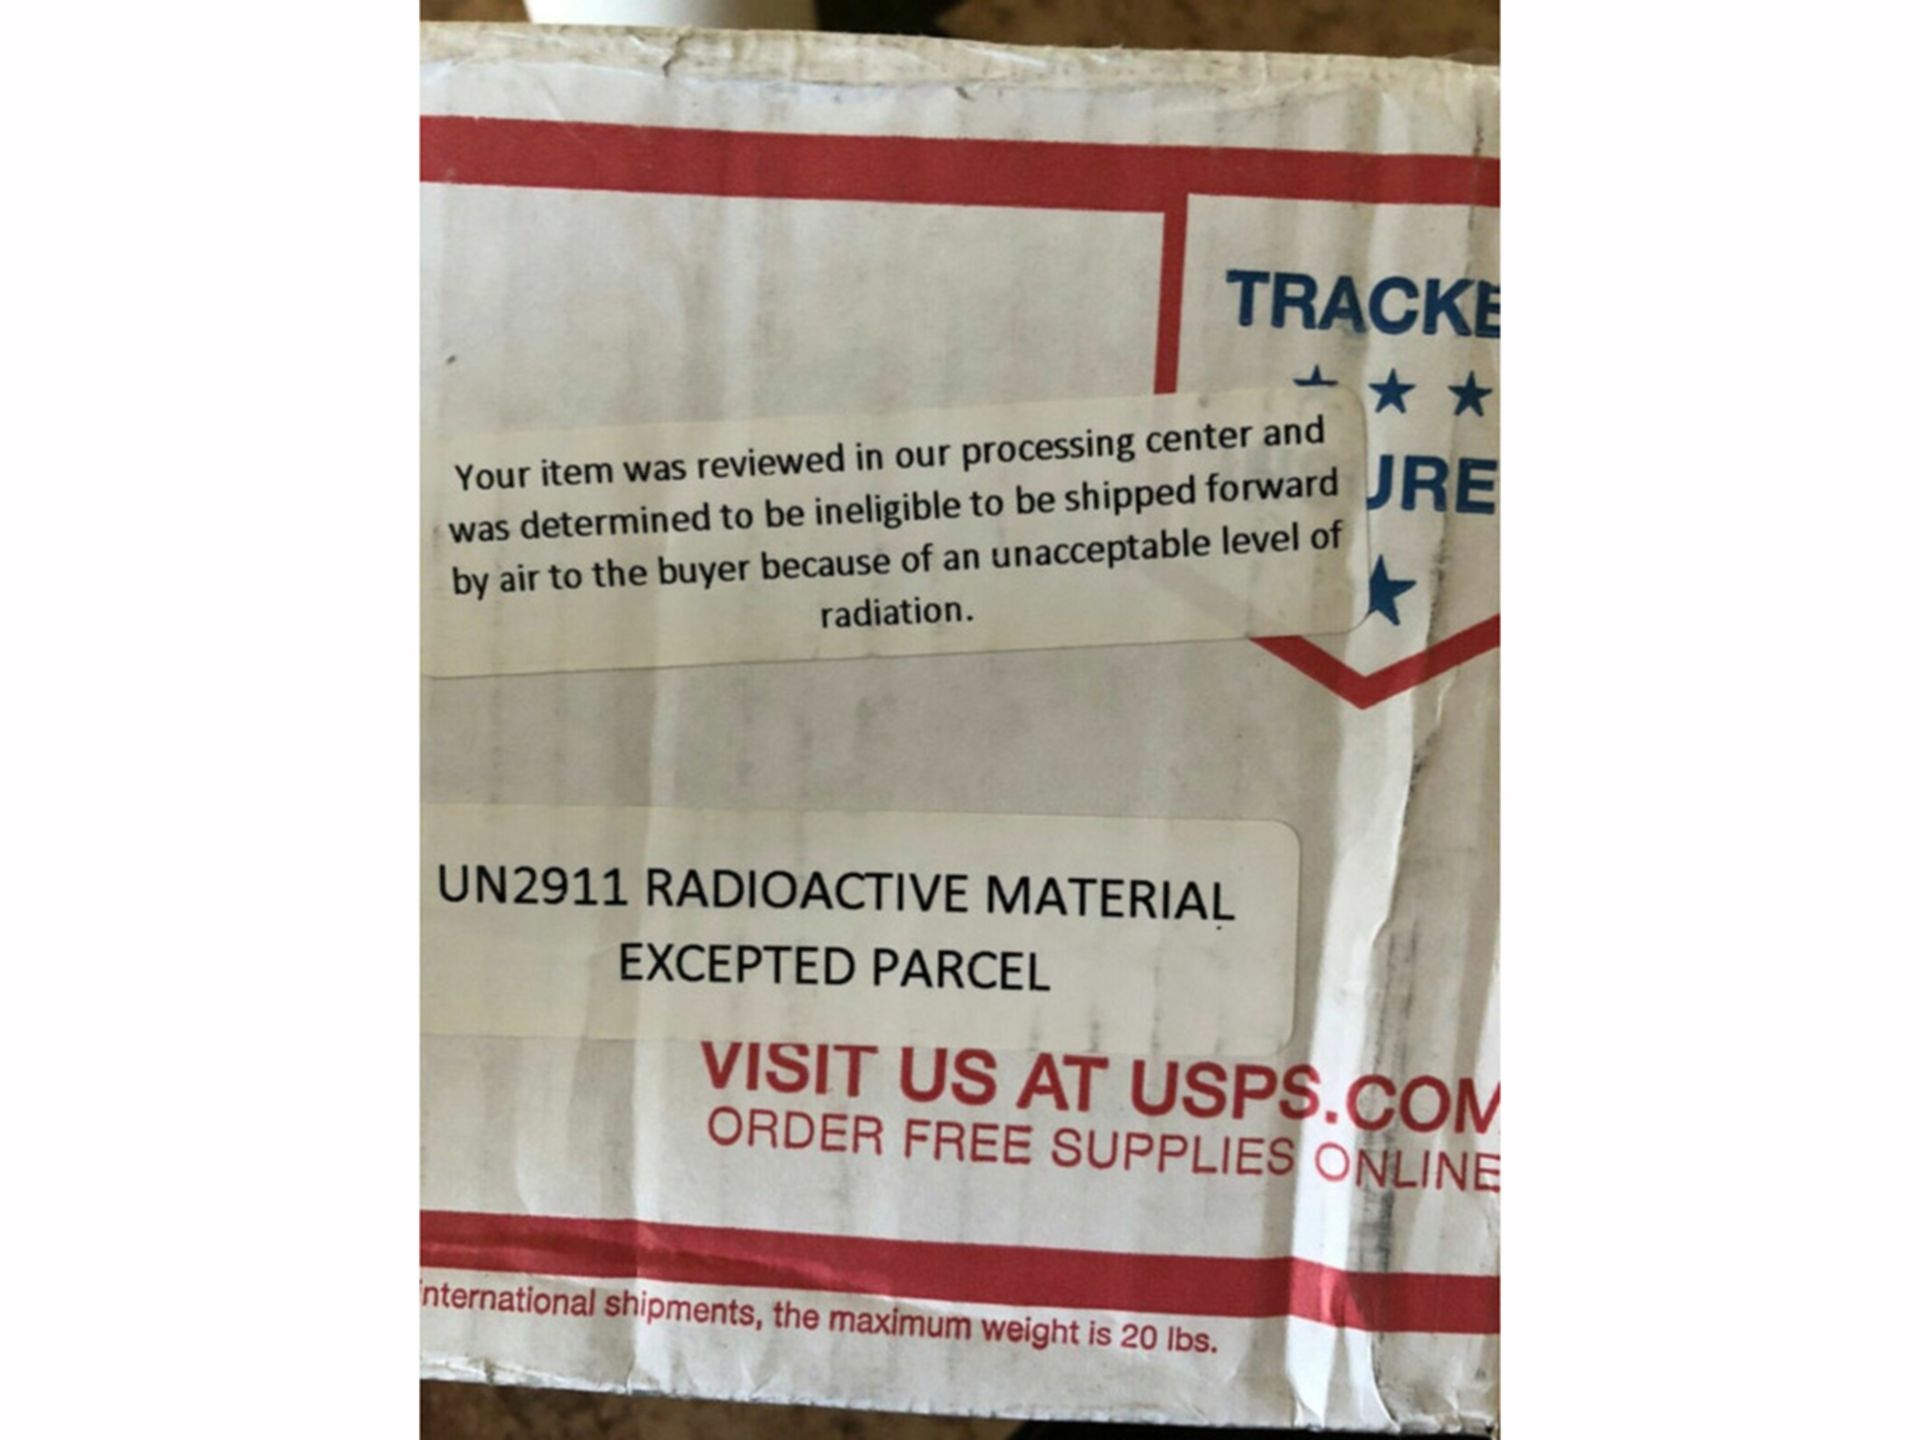 TRACKE
URE
Your item was reviewed in our processing center and
was determined to be ineligible to be shipped forward
by air to the buyer because of an unacceptable level of
radiation.
UN2911 RADIOACTIVE MATERIAL
EXCEPTED PARCEL
VISIT US AT USPS.COM
ORDER FREE SUPPLIES ONLINE
international shipments, the maximum weight is 20 lbs.